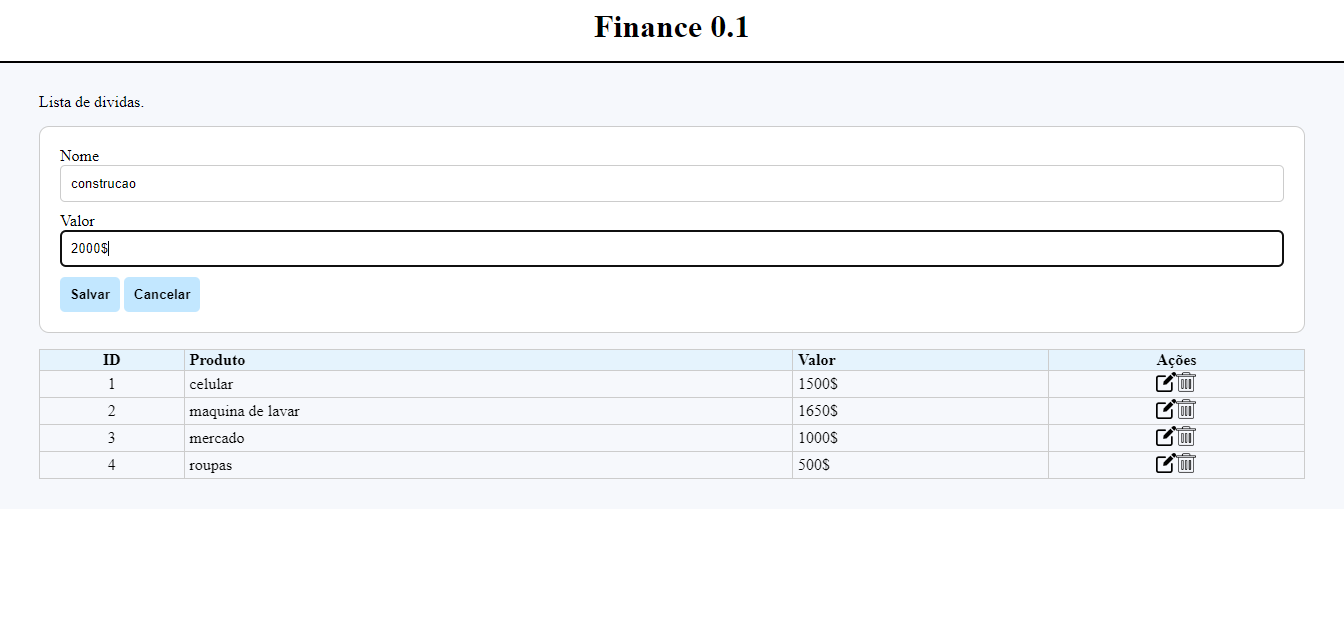 Finance 0.1
Lista de dividas.
Nome
construcao
Valor
2000$
Salvar Cancelar
ID Produto Valor Ações
1 celular 1500$
2 maquina de lavar 1650$
3 mercado 1000$
4 roupas 500$